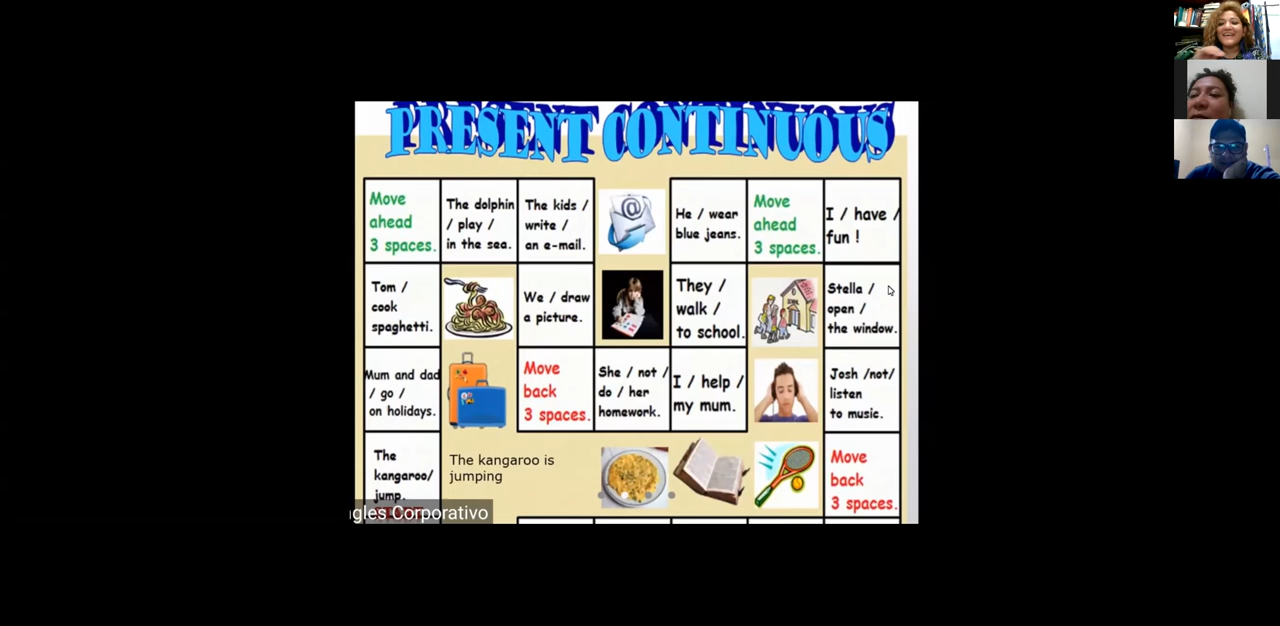 PRESENT CONTINUOUS
Move
ahead
3 spaces.
The dolphin
/ play /
in the sea.
The kids /
write /
an e-mail.
@
He / wear
blue jeans.
Move
ahead
3 spaces.
I / have /
fun !
Tom /
cook
spaghetti.
We / draw
a picture.
They /
walk /
to school.
SCHOOL
Stella /
open /
the window.
Mum and dad
/ go /
on holidays.
Move
back
3 spaces.
She / not /
do / her
homework.
I / help /
my mum.
Josh /not/
listen
to music.
The
kangaroo/
jump.
The kangaroo is
jumping
Move
back
3 spaces.
gles Corporativo